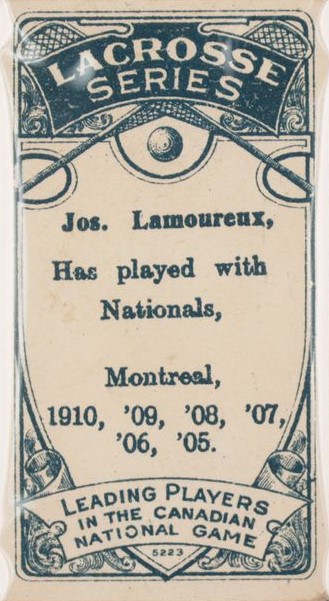 LACROSSE
SERIES
Jos. Lamoureux,
Has played with
Nationals,
Montreal,
1910, '09, '08, '07,
'06, '05.
LEADING PLAYERS
IN THE CANADIAN
NATIONAL GAME
5223